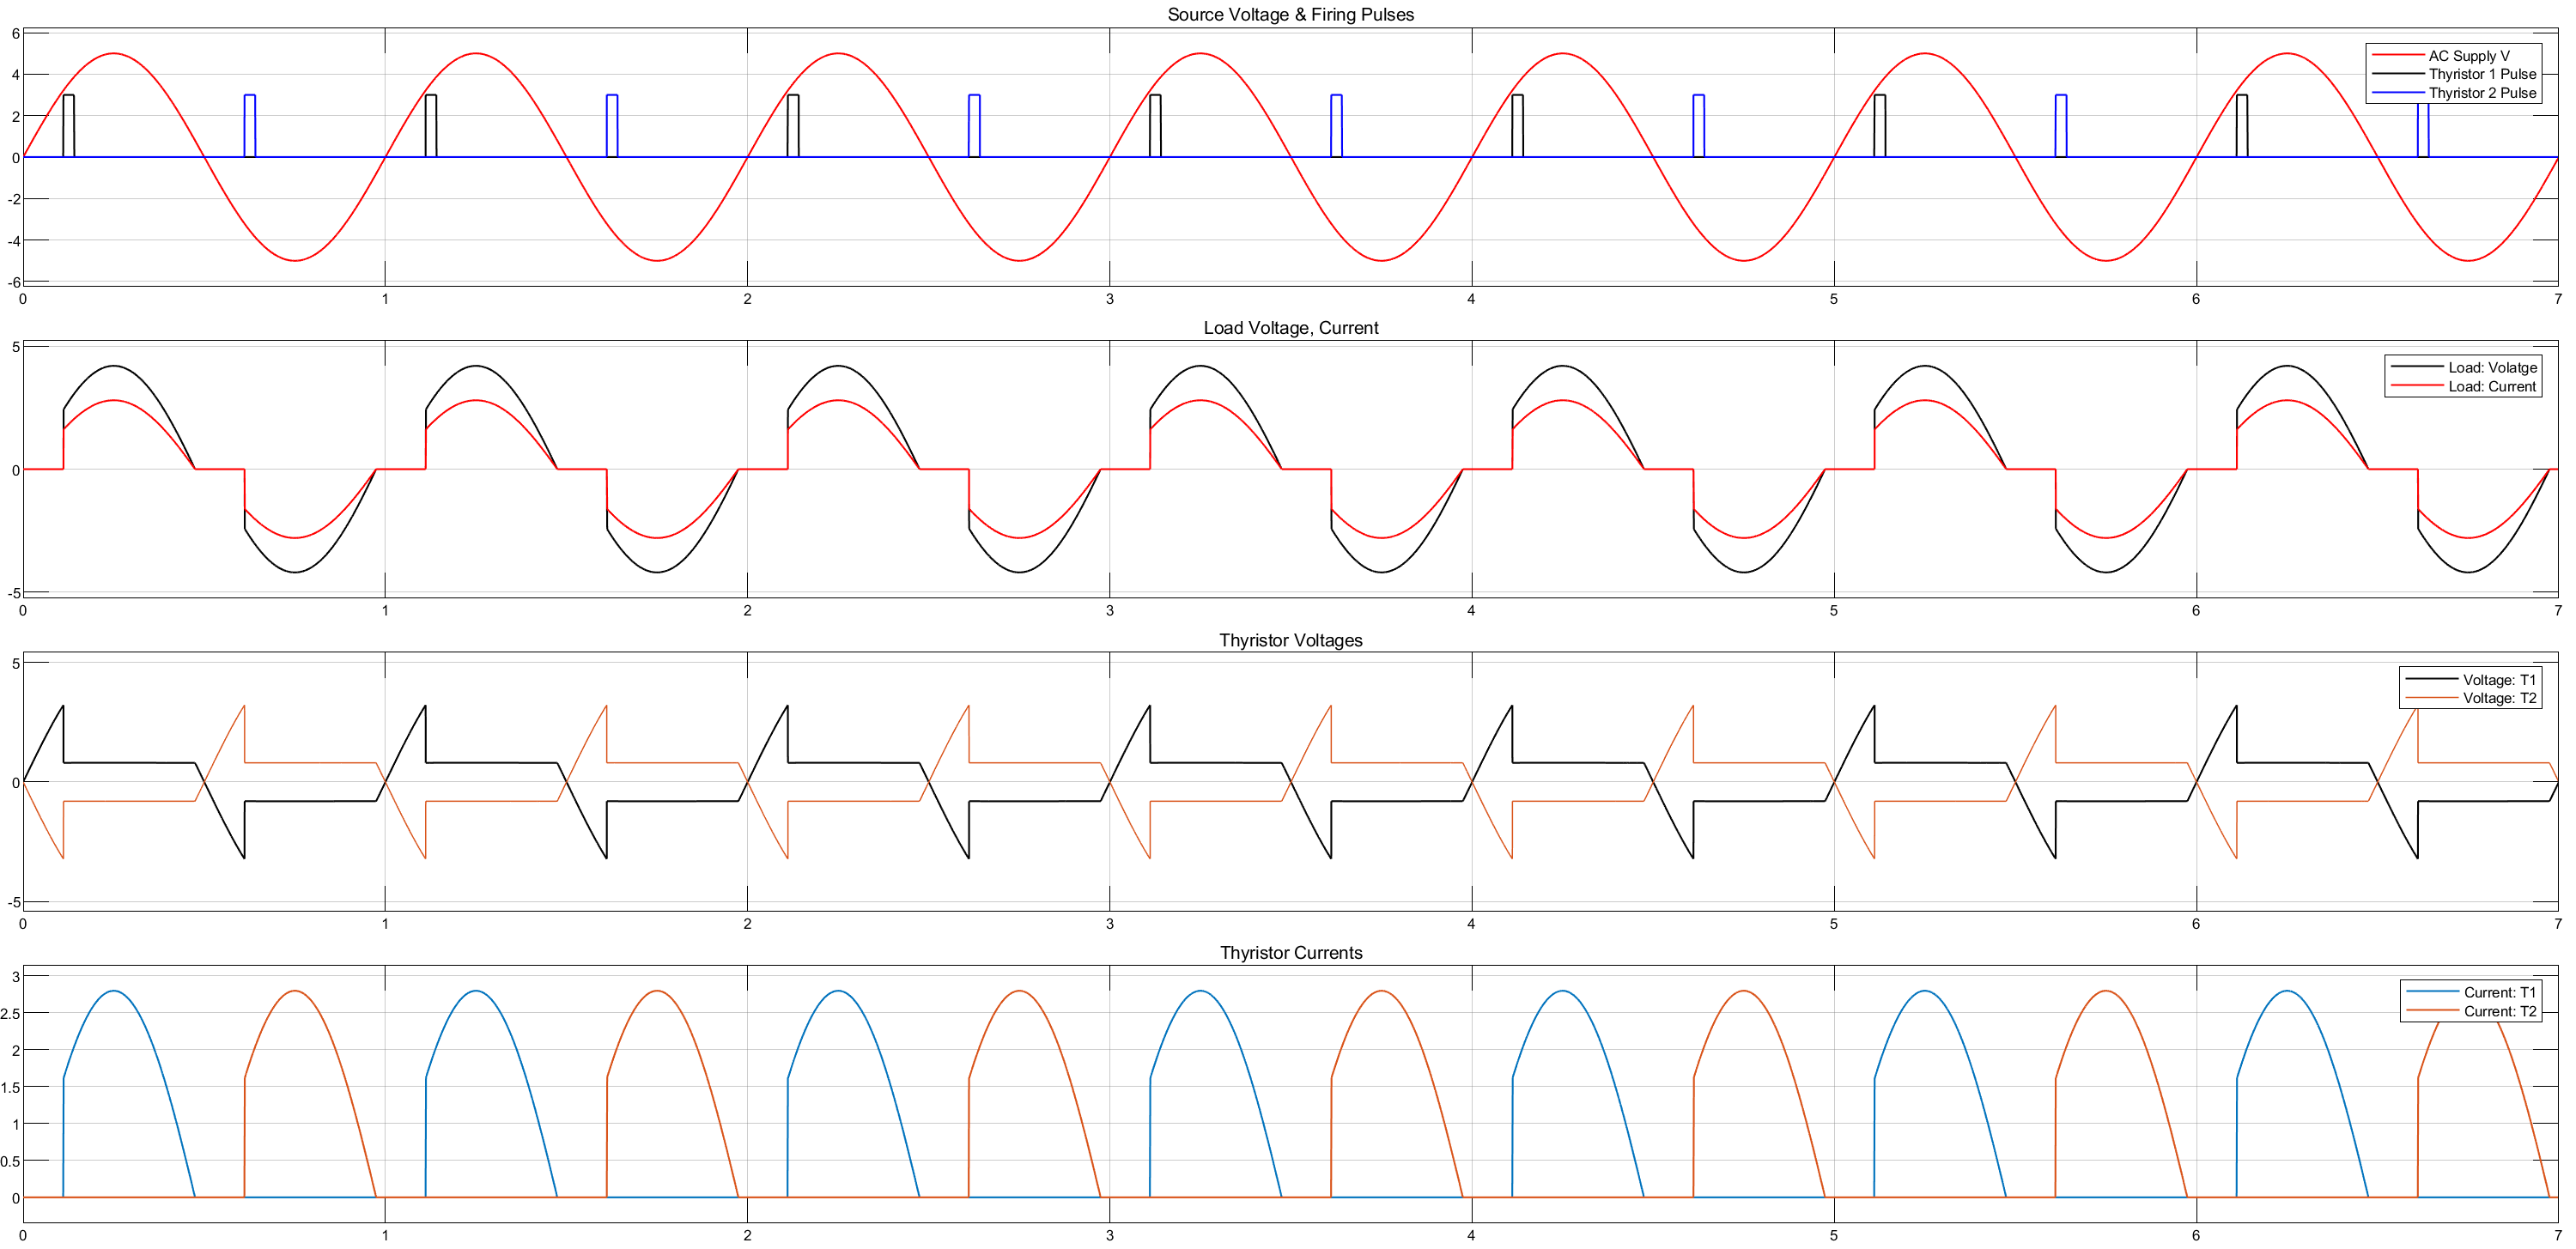 Source Voltage & Firing Pulses
6
4
2
0
-2
-4
-6
AC Supply V
Thyristor 1 Pulse
Thyristor 2 Pulse
0 1 2 3 4 5 6 7
Load Voltage, Current
5
0
-5
Load: Volatge
Load: Current
0 1 2 3 4 5 6 7
Thyristor Voltages
5
0
-5
Voltage: T1
Voltage: T2
0 1 2 3 4 5 6 7
Thyristor Currents
3
2.5
2
1.5
1
0.5
0
Current: T1
Current: T2
0 1 2 3 4 5 6 7